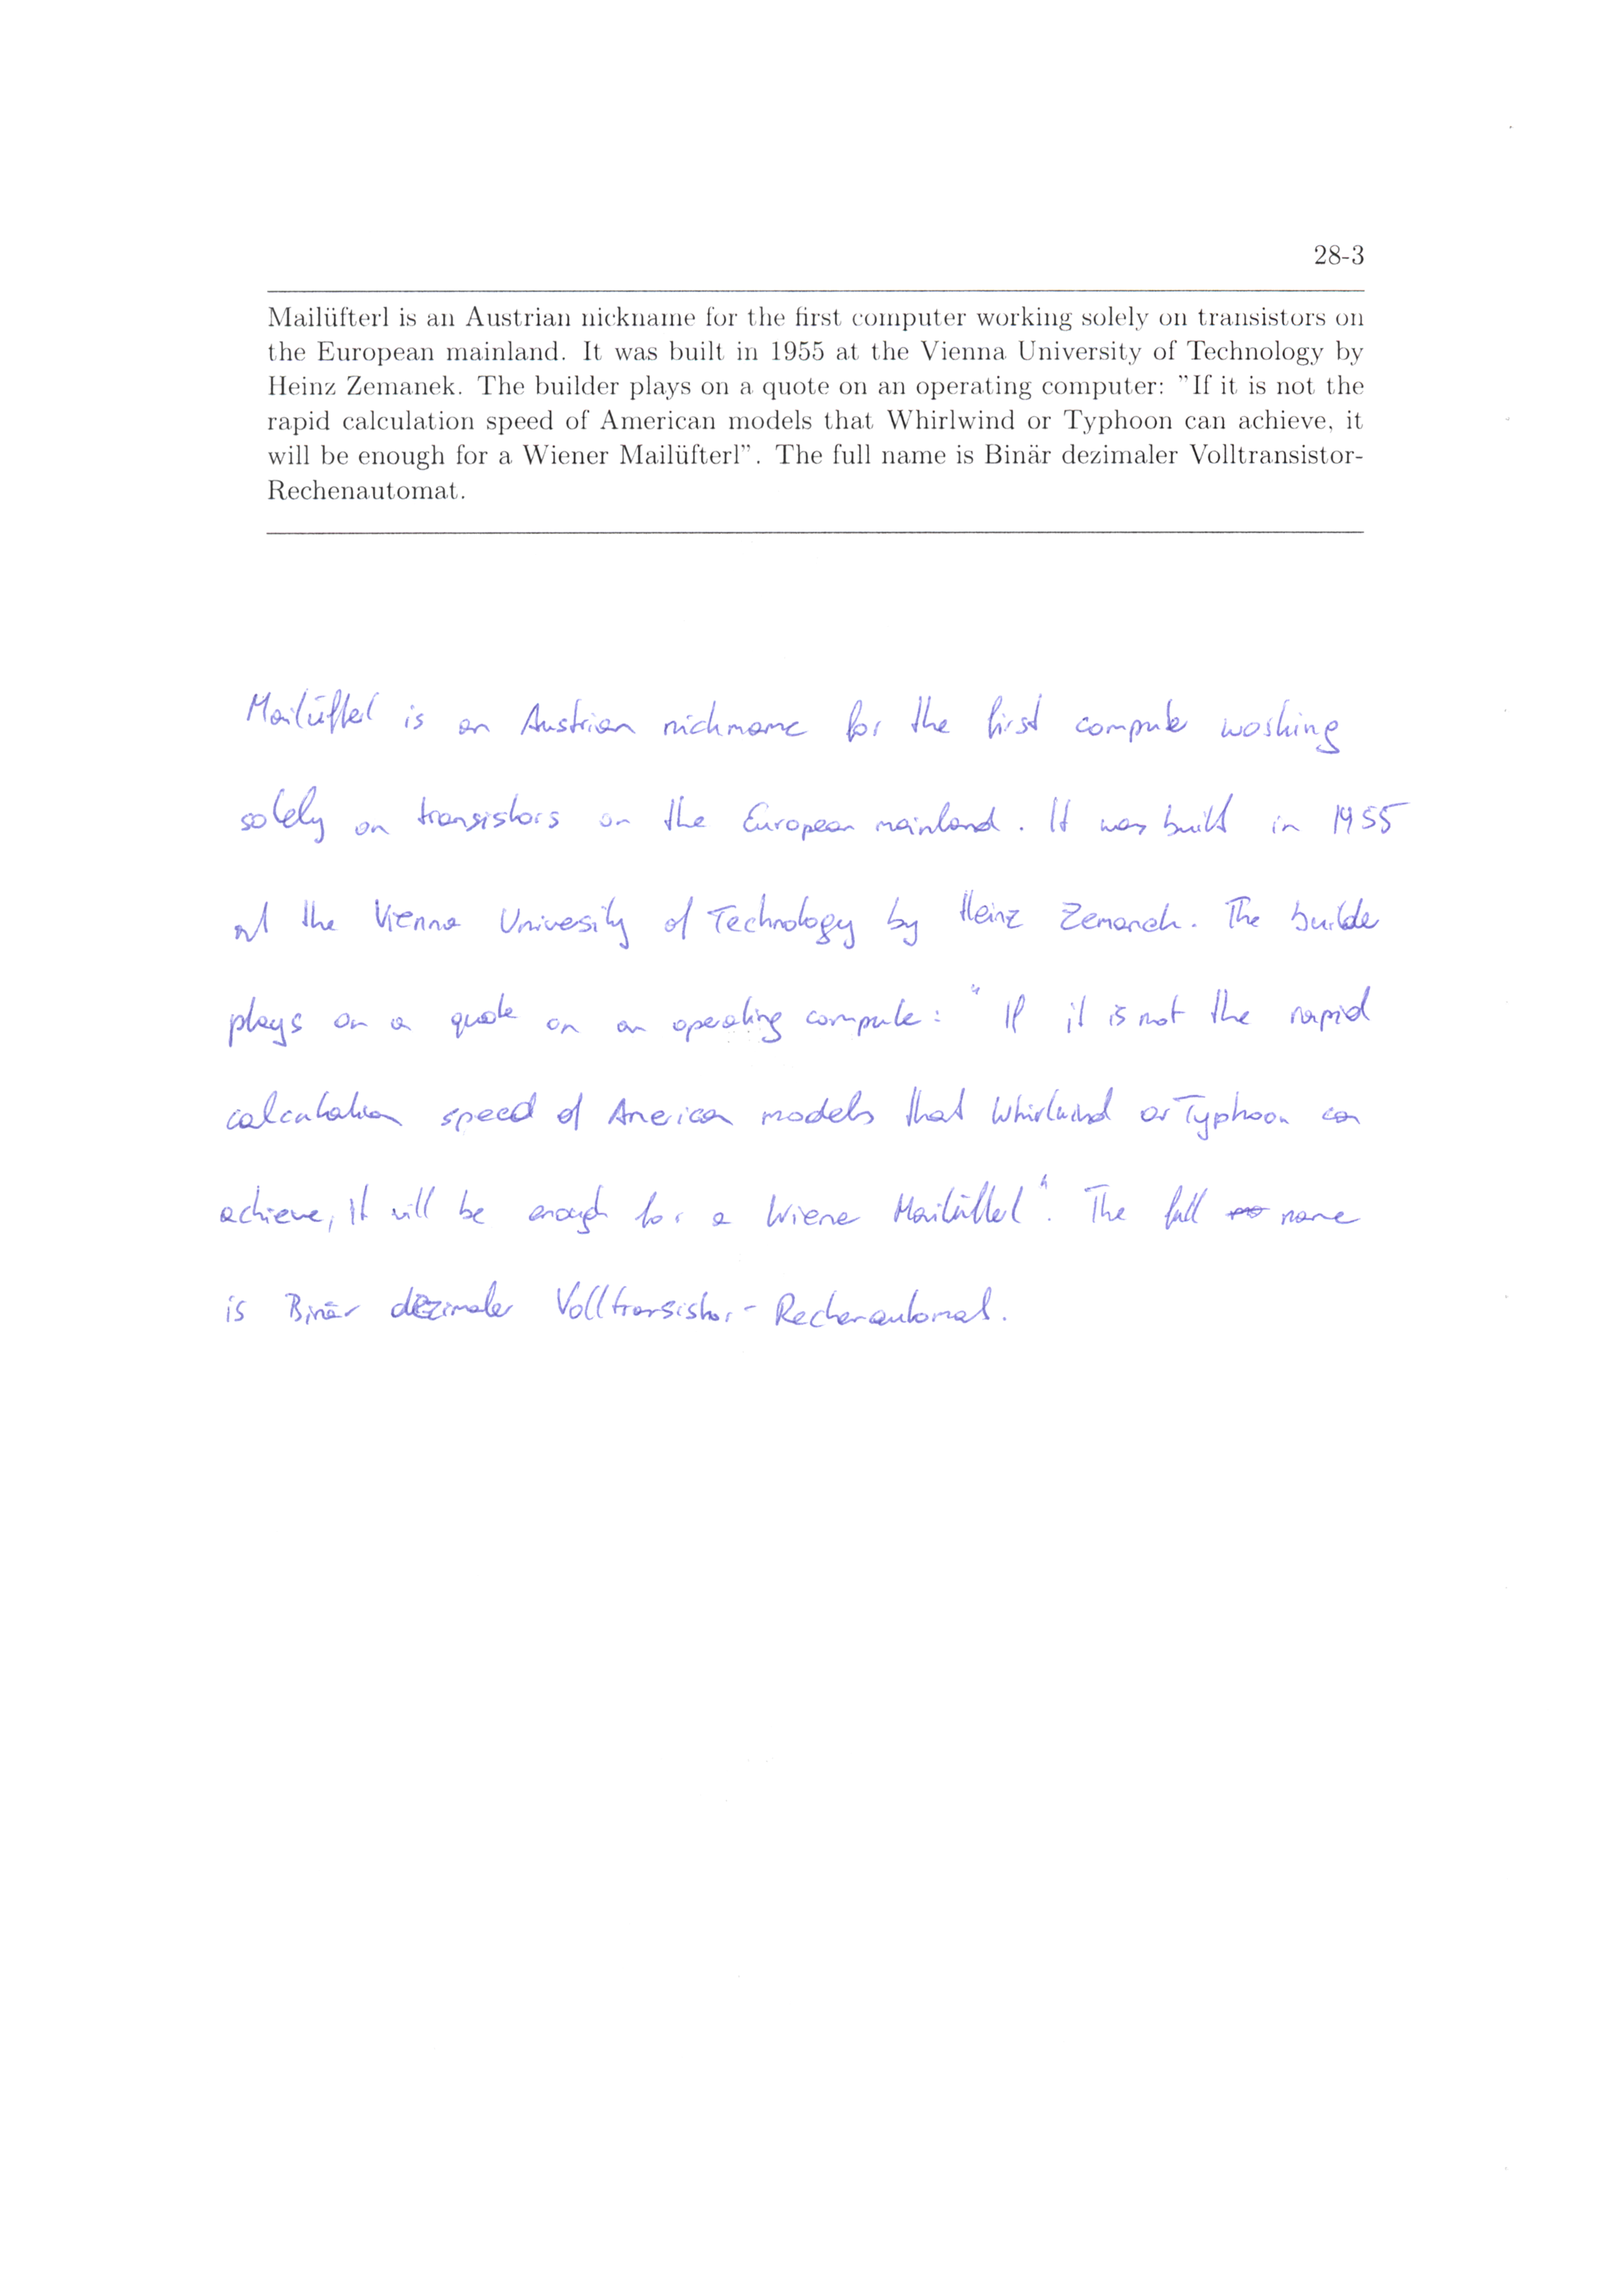 28-3
Mailüfterl is an Austrian nickname for the first computer working solely on transistors on
the European mainland. It was built in 1955 at the Vienna University of Technology by
Heinz Zemanek. The builder plays on a quote on an operating computer: "If it is not the
rapid calculation speed of American models that Whirlwind or Typhoon can achieve, it
will be enough for a Wiener Mailüfterl". The full name is Binär dezimaler Volltransistor-
Rechenautomat.
Mailüfterl is an Austrian nickname for the first computer working
solely on transistors on the European mainland. It was built in 1955
at the Vienna University of Technology by Heinz Zemanek. The builder
plays on a quote on an operating computer: " If it is not the rapid
calculation speed of American models that Whirlwind or Typhoon can
achieve, It will be enough for a Wiener Mailüfterl". The full name
is Binär dezimaler Volltransistor-Rechenautomat.